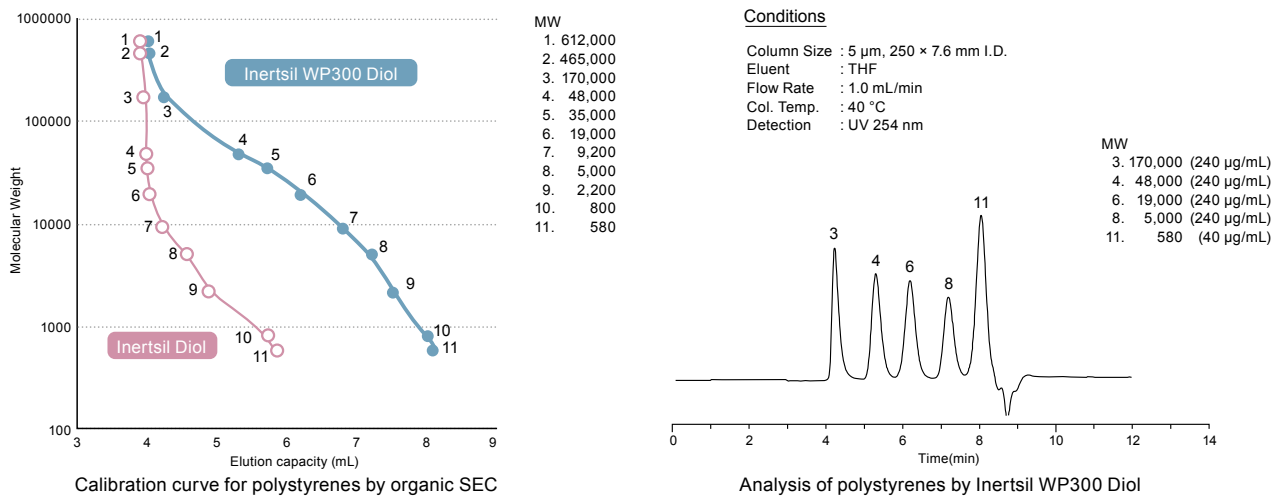 1000000
100000
10000
1000
100
Molecular Weight
1
2
3
4
5
6
7
8
9
10
11
1
2
3
4
5
6
7
8
9
10
11
Inertsil WP300 Diol
Inertsil Diol
3 4 5 6 7 8 9
Elution capacity (mL)
Calibration curve for polystyrenes by organic SEC
MW
1. 612,000
2. 465,000
3. 170,000
4. 48,000
5. 35,000
6. 19,000
7. 9,200
8. 5,000
9. 2,200
10. 800
11. 580
Conditions
Column Size : 5 µm, 250 × 7.6 mm I.D.
Eluent : THF
Flow Rate : 1.0 mL/min
Col. Temp. : 40 °C
Detection : UV 254 nm
MW
3. 170,000 (240 µg/mL)
4. 48,000 (240 µg/mL)
6. 19,000 (240 µg/mL)
8. 5,000 (240 µg/mL)
11. 580 (40 µg/mL)
3
4
6
8
11
0 2 4 6 8 10 12 14
Time(min)
Analysis of polystyrenes by Inertsil WP300 Diol